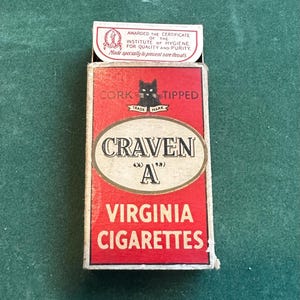 AWARDED THE CERTIFICATE
OF THE
INSTITUTE OF HYGIENE
FOR QUALITY AND PURITY.
Made specially to prevent sore throats.
CORK TIPPED
TRADE MARK
CRAVEN
"A"
VIRGINIA
CIGARETTES